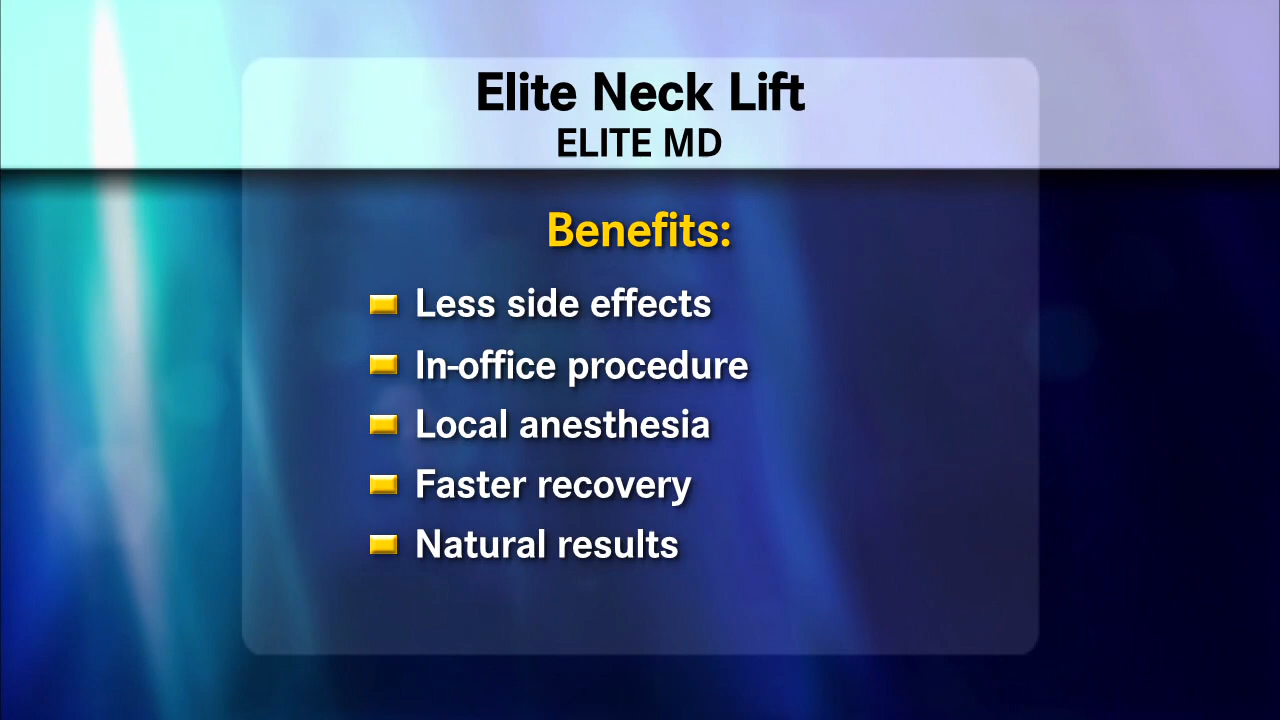 Elite Neck Lift
ELITE MD
Benefits:
Less side effects
In-office procedure
Local anesthesia
Faster recovery
Natural results